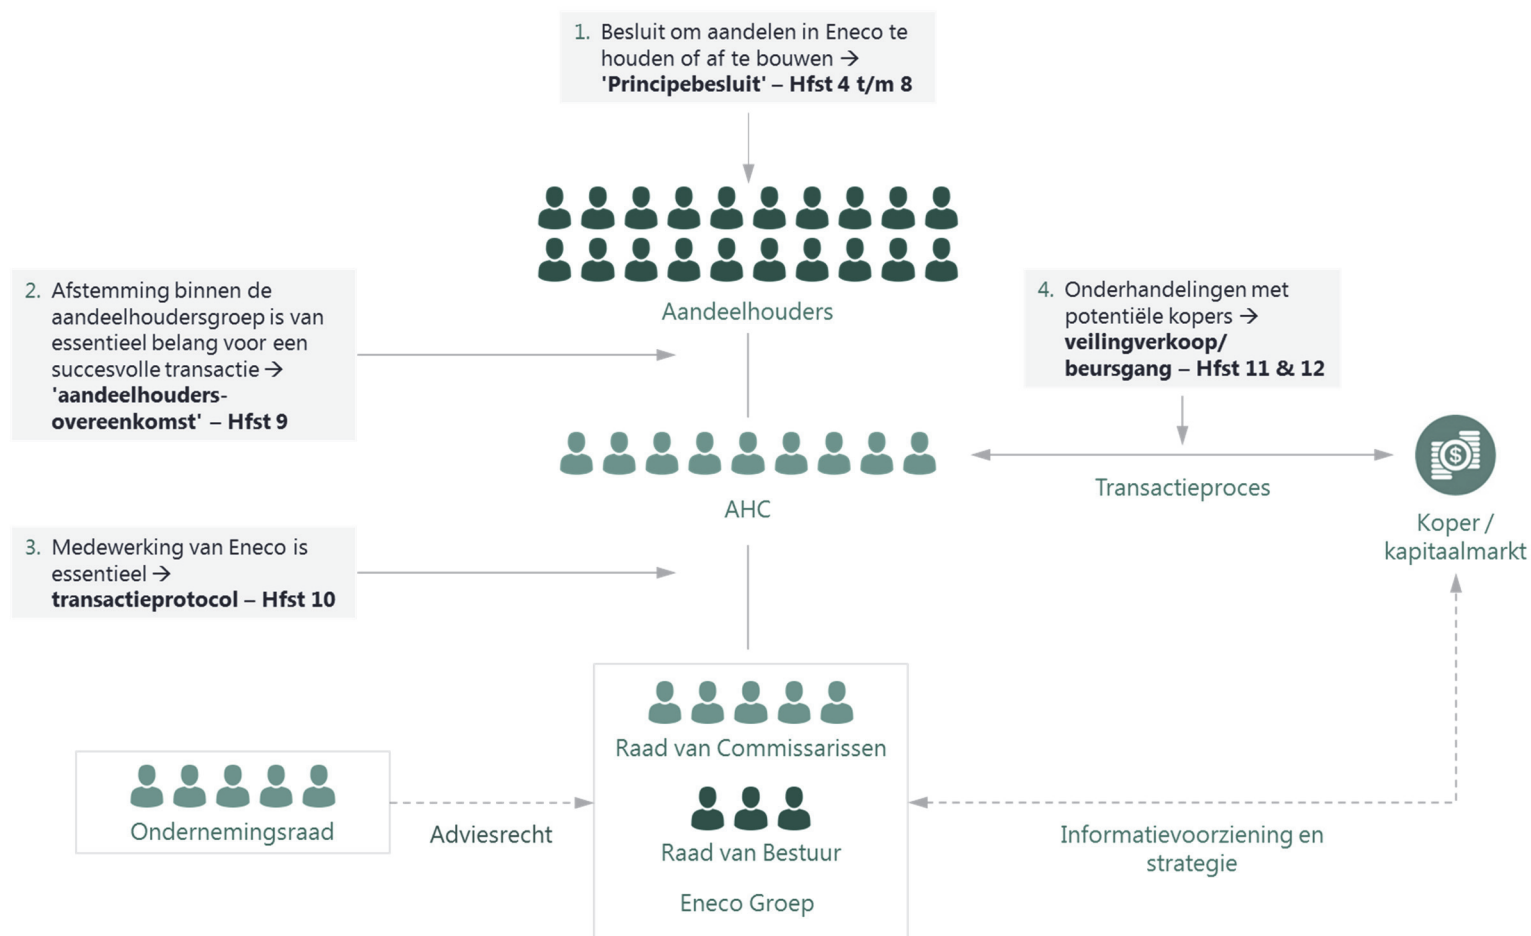 1. Besluit om aandelen in Eneco te
houden of af te bouwen →
'Principebesluit' – Hfst 4 t/m 8
Aandeelhouders
2. Afstemming binnen de
aandeelhoudersgroep is van
essentieel belang voor een
succesvolle transactie →
'aandeelhouders-
overeenkomst' – Hfst 9
4. Onderhandelingen met
potentiële kopers →
veilingverkoop/
beursgang – Hfst 11 & 12
AHC
Transactieproces
$
Koper /
kapitaalmarkt
3. Medewerking van Eneco is
essentieel →
transactieprotocol – Hfst 10
Raad van Commissarissen
Ondernemingsraad
Adviesrecht
Raad van Bestuur
Eneco Groep
Informatievoorziening en
strategie